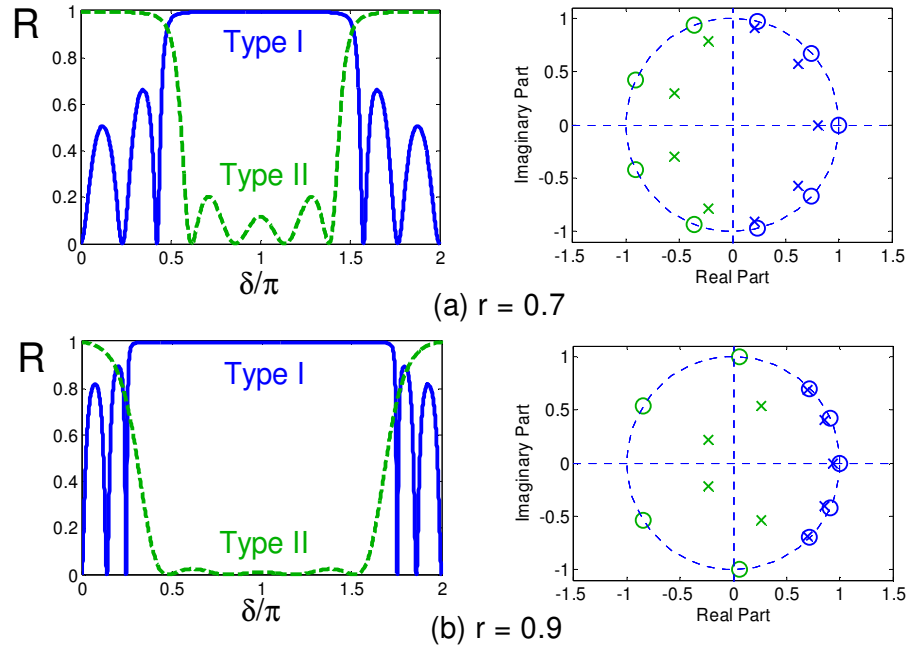 R
1
0.8
0.6
0.4
0.2
0
Type I
Type II
0 0.5 1 1.5 2
δ/π
Imaginary Part
1
0.5
0
-0.5
-1
-1.5 -1 -0.5 0 0.5 1 1.5
Real Part
(a) r = 0.7
R
1
0.8
0.6
0.4
0.2
0
Type I
Type II
0 0.5 1 1.5 2
δ/π
Imaginary Part
1
0.5
0
-0.5
-1
-1.5 -1 -0.5 0 0.5 1 1.5
Real Part
(b) r = 0.9